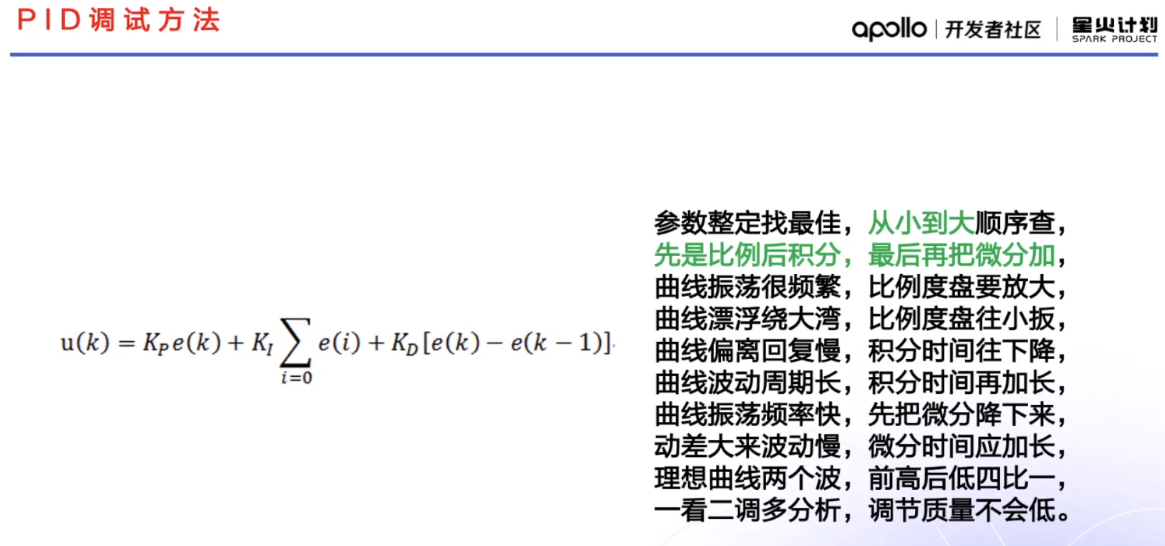 PID调试方法
apollo | 开发者社区 | 星火计划
SPARK PROJECT
参数整定找最佳，从小到大顺序查，
先是比例后积分，最后再把微分加，
曲线振荡很频繁，比例度盘要放大，
曲线漂浮绕大湾，比例度盘往小扳，
曲线偏离回复慢，积分时间往下降，
曲线波动周期长，积分时间再加长，
曲线振荡频率快，先把微分降下来，
动差大来波动慢，微分时间应加长，
理想曲线两个波，前高后低四比一，
一看二调多分析，调节质量不会低。
u(k) = K_P e(k) + K_I ∑_{i=0} e(i) + K_D [e(k) − e(k − 1)]